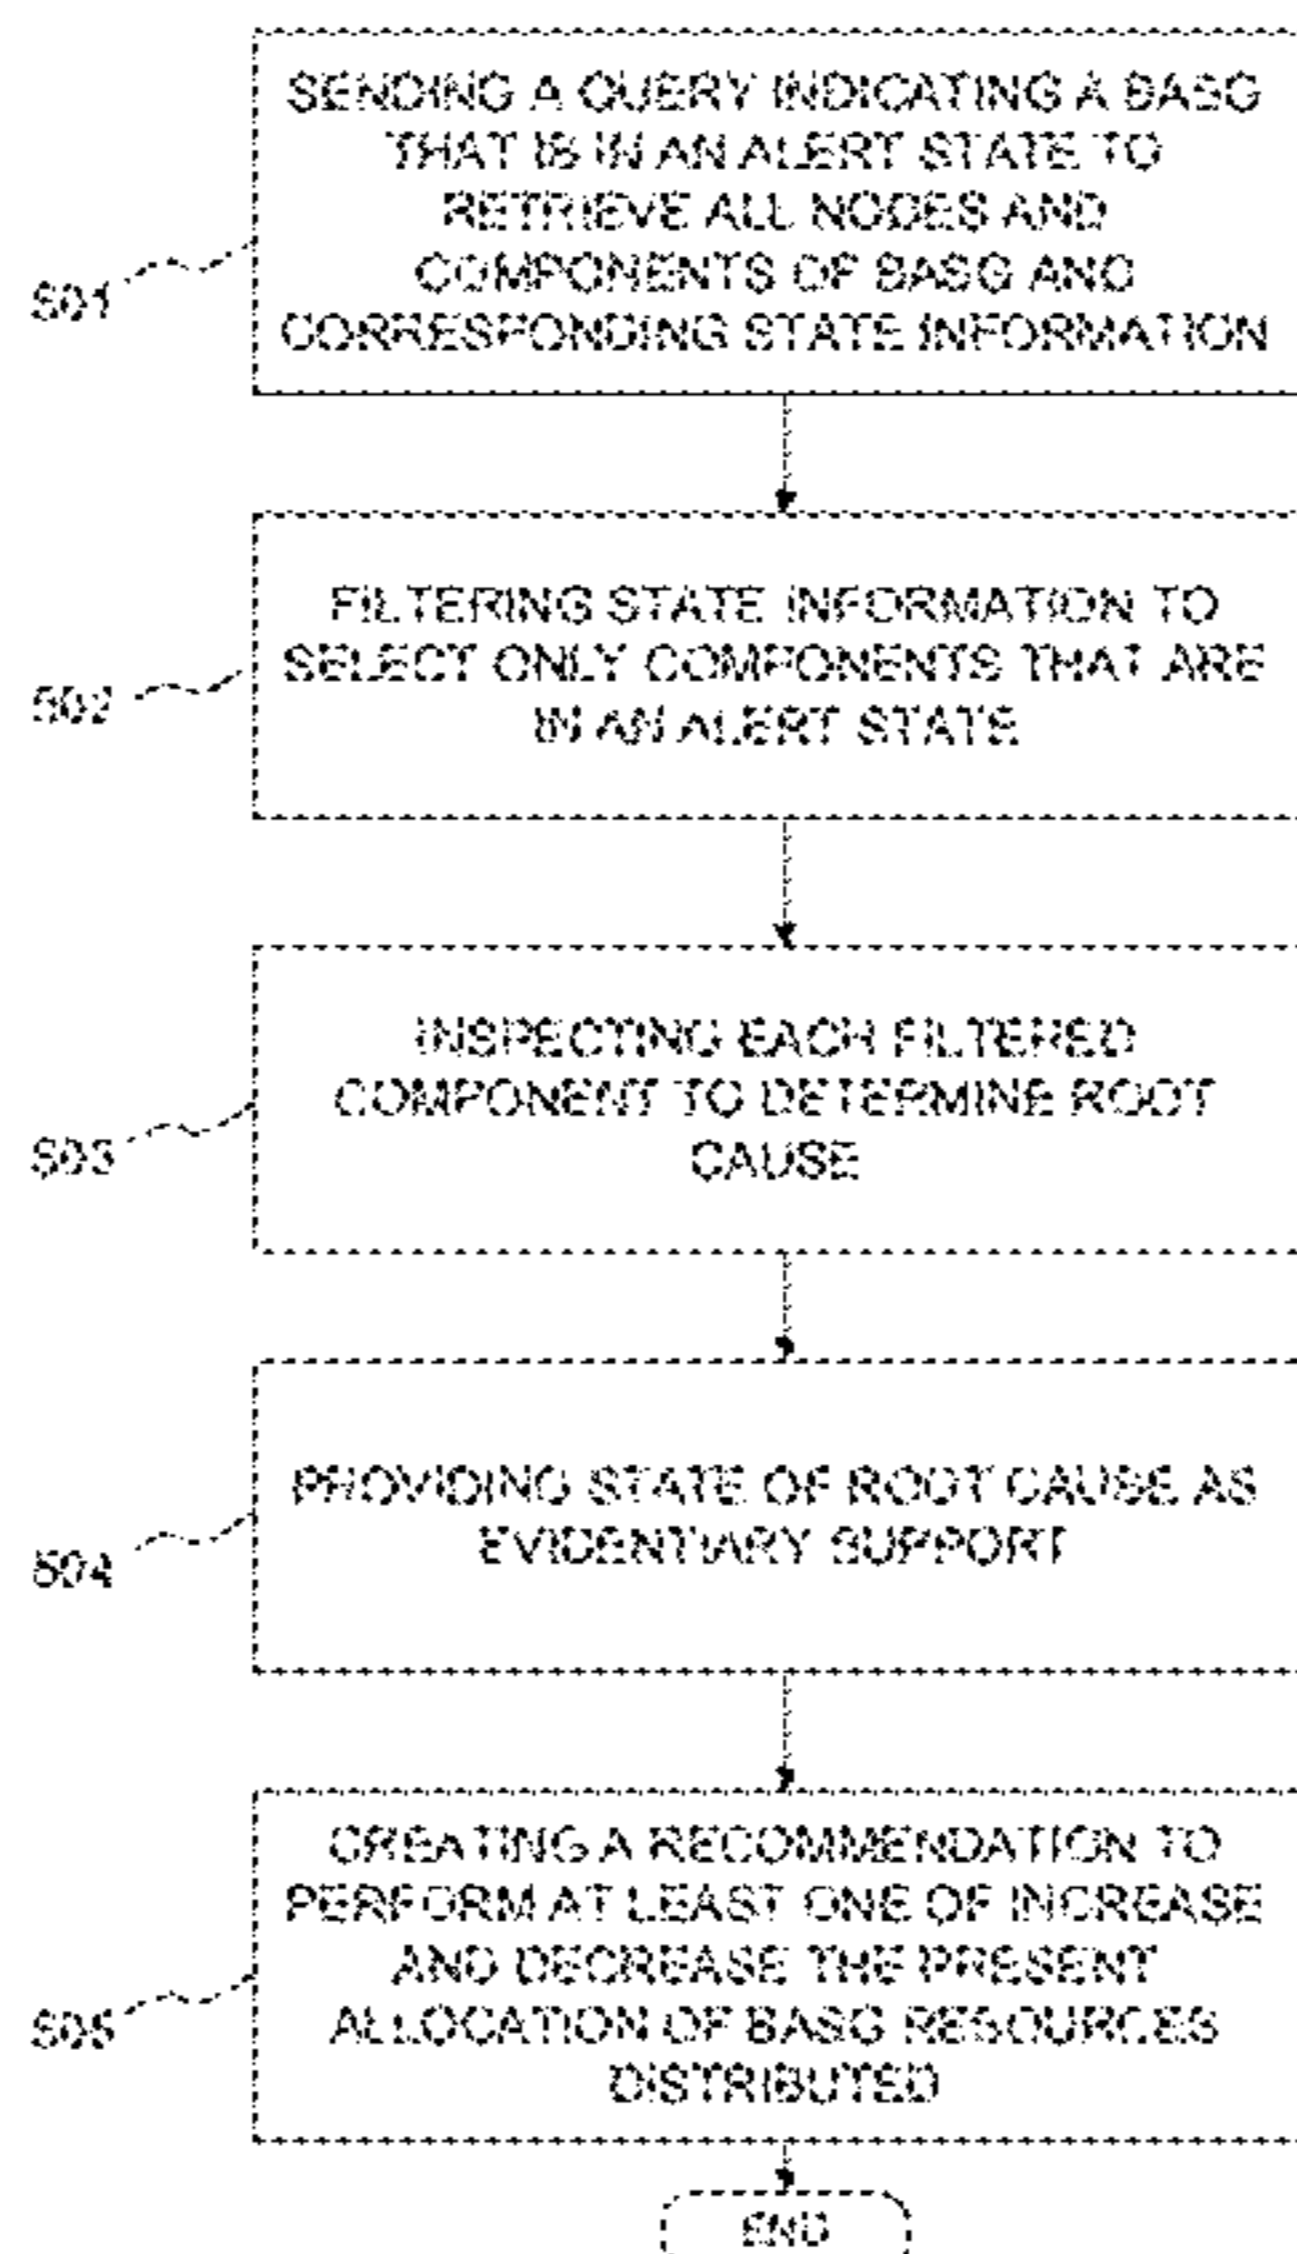 SENDING A QUERY INDICATING A BASG
THAT IS IN AN ALERT STATE TO
RETRIEVE ALL NODES AND
COMPONENTS OF BASG AND
CORRESPONDING STATE INFORMATION
501
FILTERING STATE INFORMATION TO
SELECT ONLY COMPONENTS THAT ARE
IN AN ALERT STATE
502
INSPECTING EACH FILTERED
COMPONENT TO DETERMINE ROOT
CAUSE
503
PROVIDING STATE OF ROOT CAUSE AS
EVIDENTIARY SUPPORT
504
CREATING A RECOMMENDATION TO
PERFORM AT LEAST ONE OF INCREASE
AND DECREASE THE PRESENT
ALLOCATION OF BASG RESOURCES
DISTRIBUTED
505
END